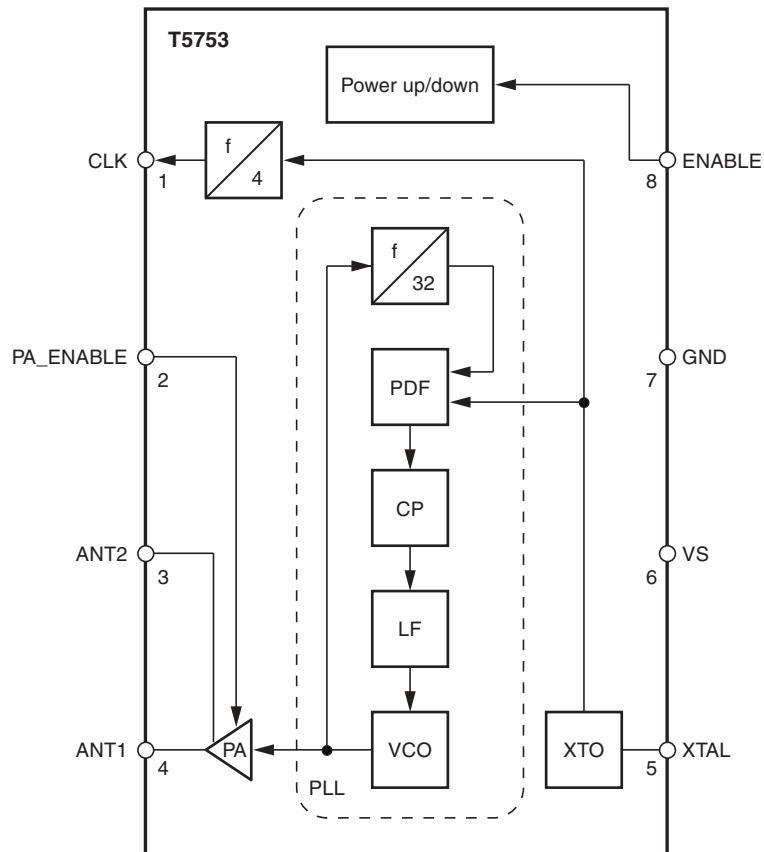 T5753
Power up/down
CLK
1
f
4
ENABLE
8
f
32
PA_ENABLE
2
PDF
GND
7
CP
ANT2
3
VS
6
LF
ANT1
4
PA
VCO
PLL
XTO
XTAL
5